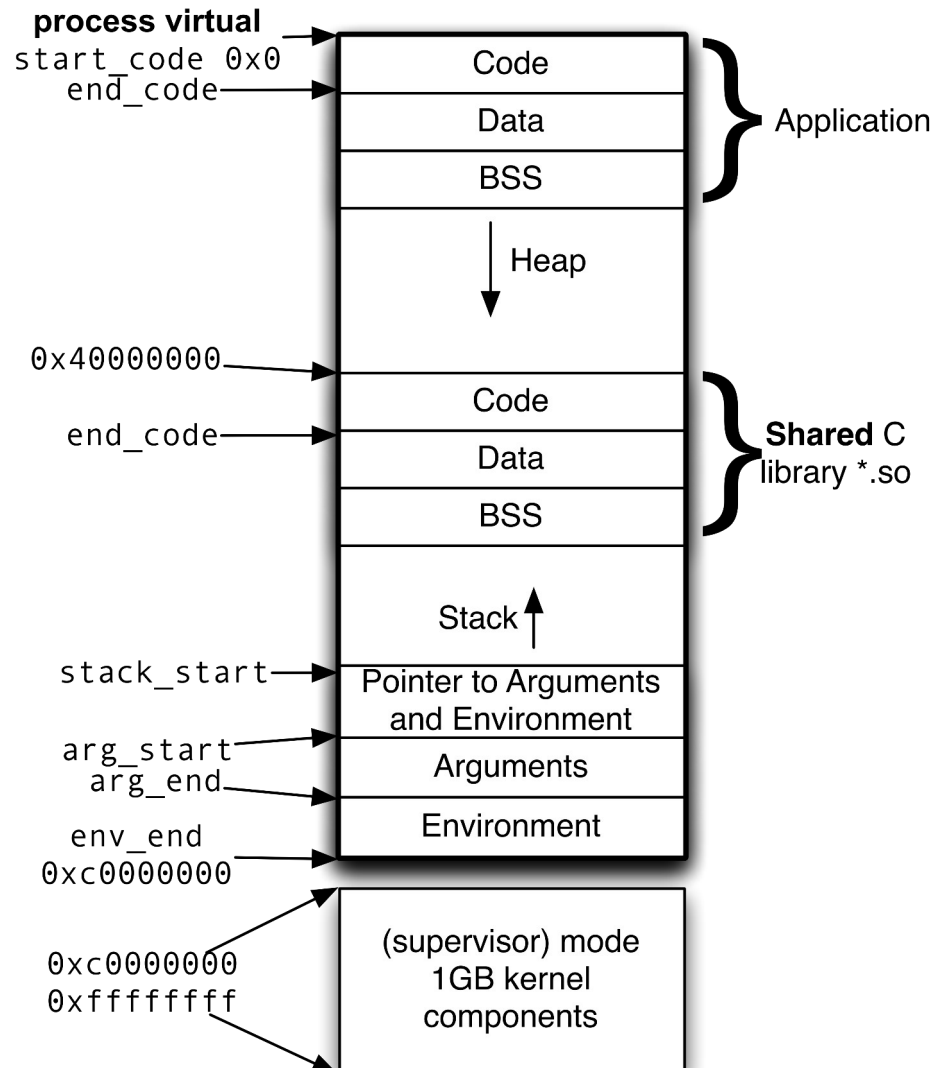 process virtual
start_code 0x0
end_code
Code
Data
BSS
Application
Heap
0x40000000
end_code
Code
Data
BSS
Shared C
library *.so
Stack
stack_start
Pointer to Arguments
and Environment
arg_start
arg_end
Arguments
Environment
env_end
0xc0000000
0xc0000000
0xffffffff
(supervisor) mode
1GB kernel
components